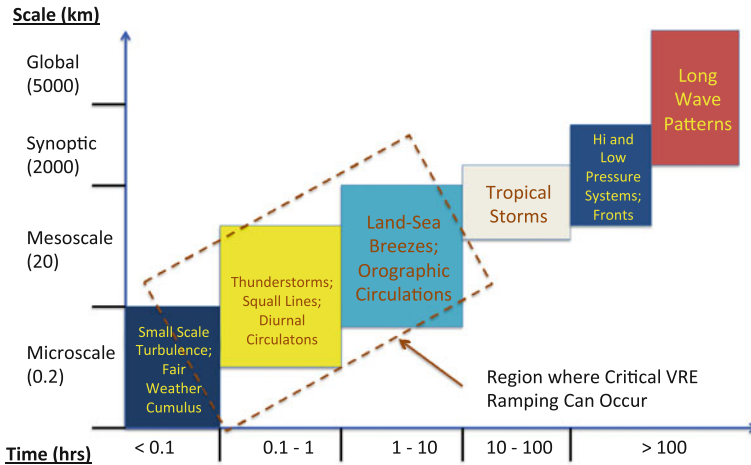 Scale (km)
Global
(5000)
Synoptic
(2000)
Mesoscale
(20)
Microscale
(0.2)
Long
Wave
Patterns
Hi and
Low
Pressure
Systems;
Fronts
Tropical
Storms
Land-Sea
Breezes;
Orographic
Circulations
Thunderstorms;
Squall Lines;
Diurnal
Circulatons
Small Scale
Turbulence;
Fair
Weather
Cumulus
Region where Critical VRE
Ramping Can Occur
Time (hrs)
< 0.1
0.1 - 1
1 - 10
10 - 100
> 100